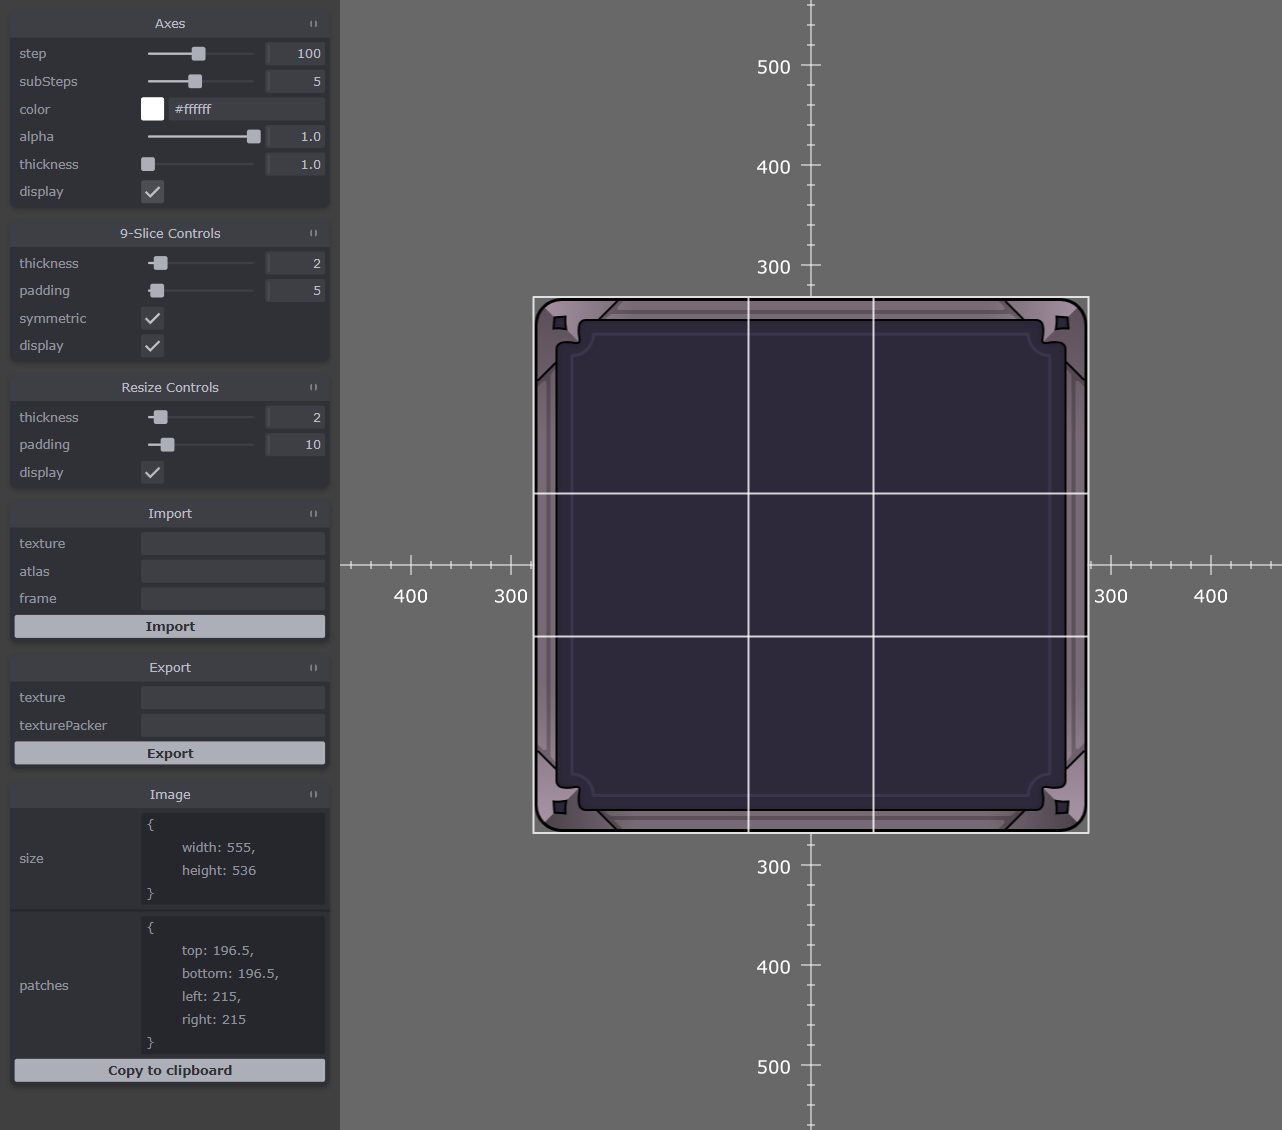 Axes
step 100
subSteps 5
color #ffffff
alpha 1.0
thickness 1.0
display
9-Slice Controls
thickness 2
padding 5
symmetric
display
Resize Controls
thickness 2
padding 10
display
Import
texture
atlas
frame
Import
Export
texture
texturePacker
Export
Image
size
{
width: 555,
height: 536
}
patches
{
top: 196.5,
bottom: 196.5,
left: 215,
right: 215
}
Copy to clipboard
500
400
300
400 300 300 400
300
400
500